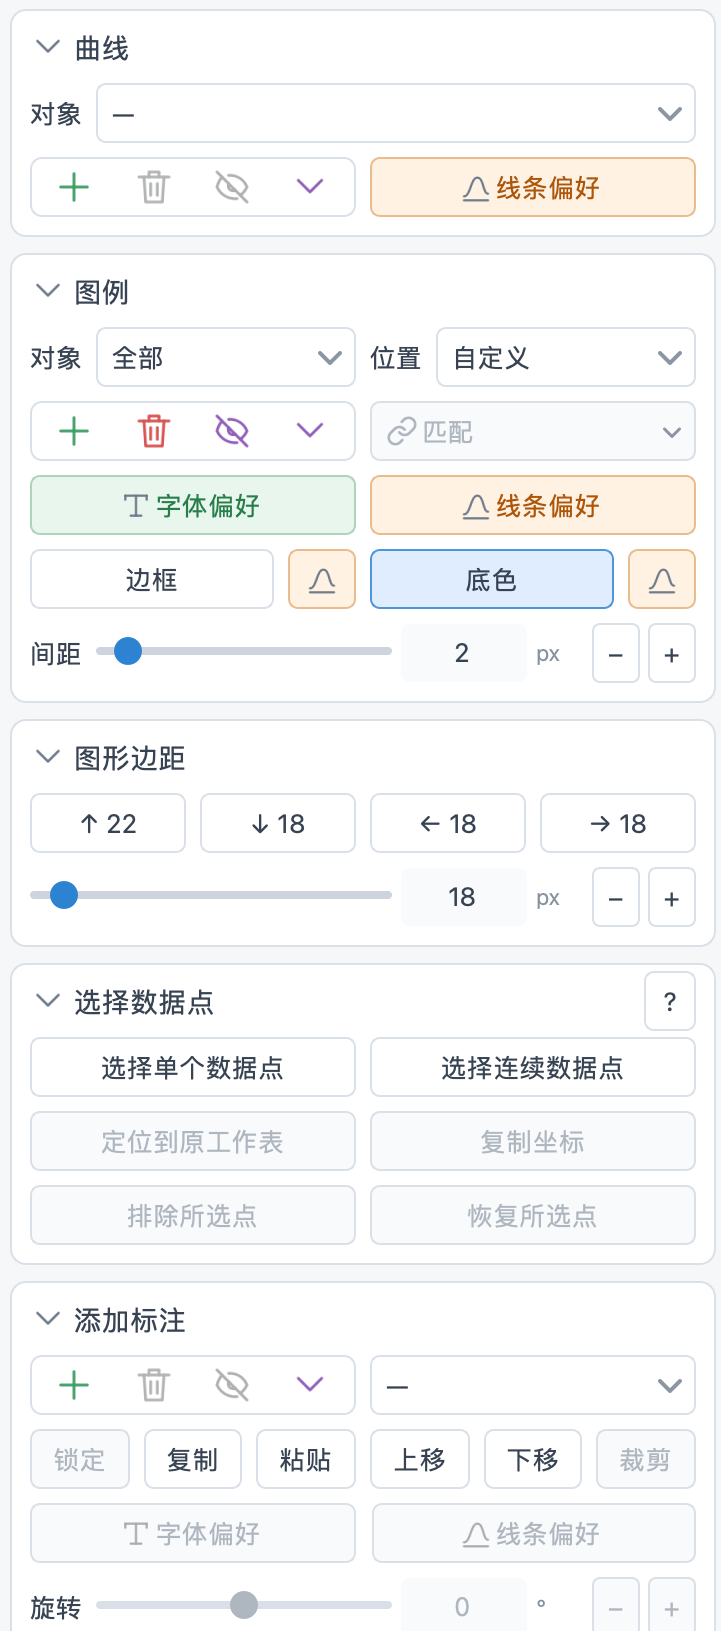 曲线
对象 —
线条偏好
图例
对象 全部 位置 自定义
匹配
字体偏好 线条偏好
边框 底色
间距 2 px − +
图形边距
↑ 22 ↓ 18 ← 18 → 18
18 px − +
选择数据点 ?
选择单个数据点 选择连续数据点
定位到原工作表 复制坐标
排除所选点 恢复所选点
添加标注
—
锁定 复制 粘贴 上移 下移 裁剪
字体偏好 线条偏好
旋转 0 ° − +